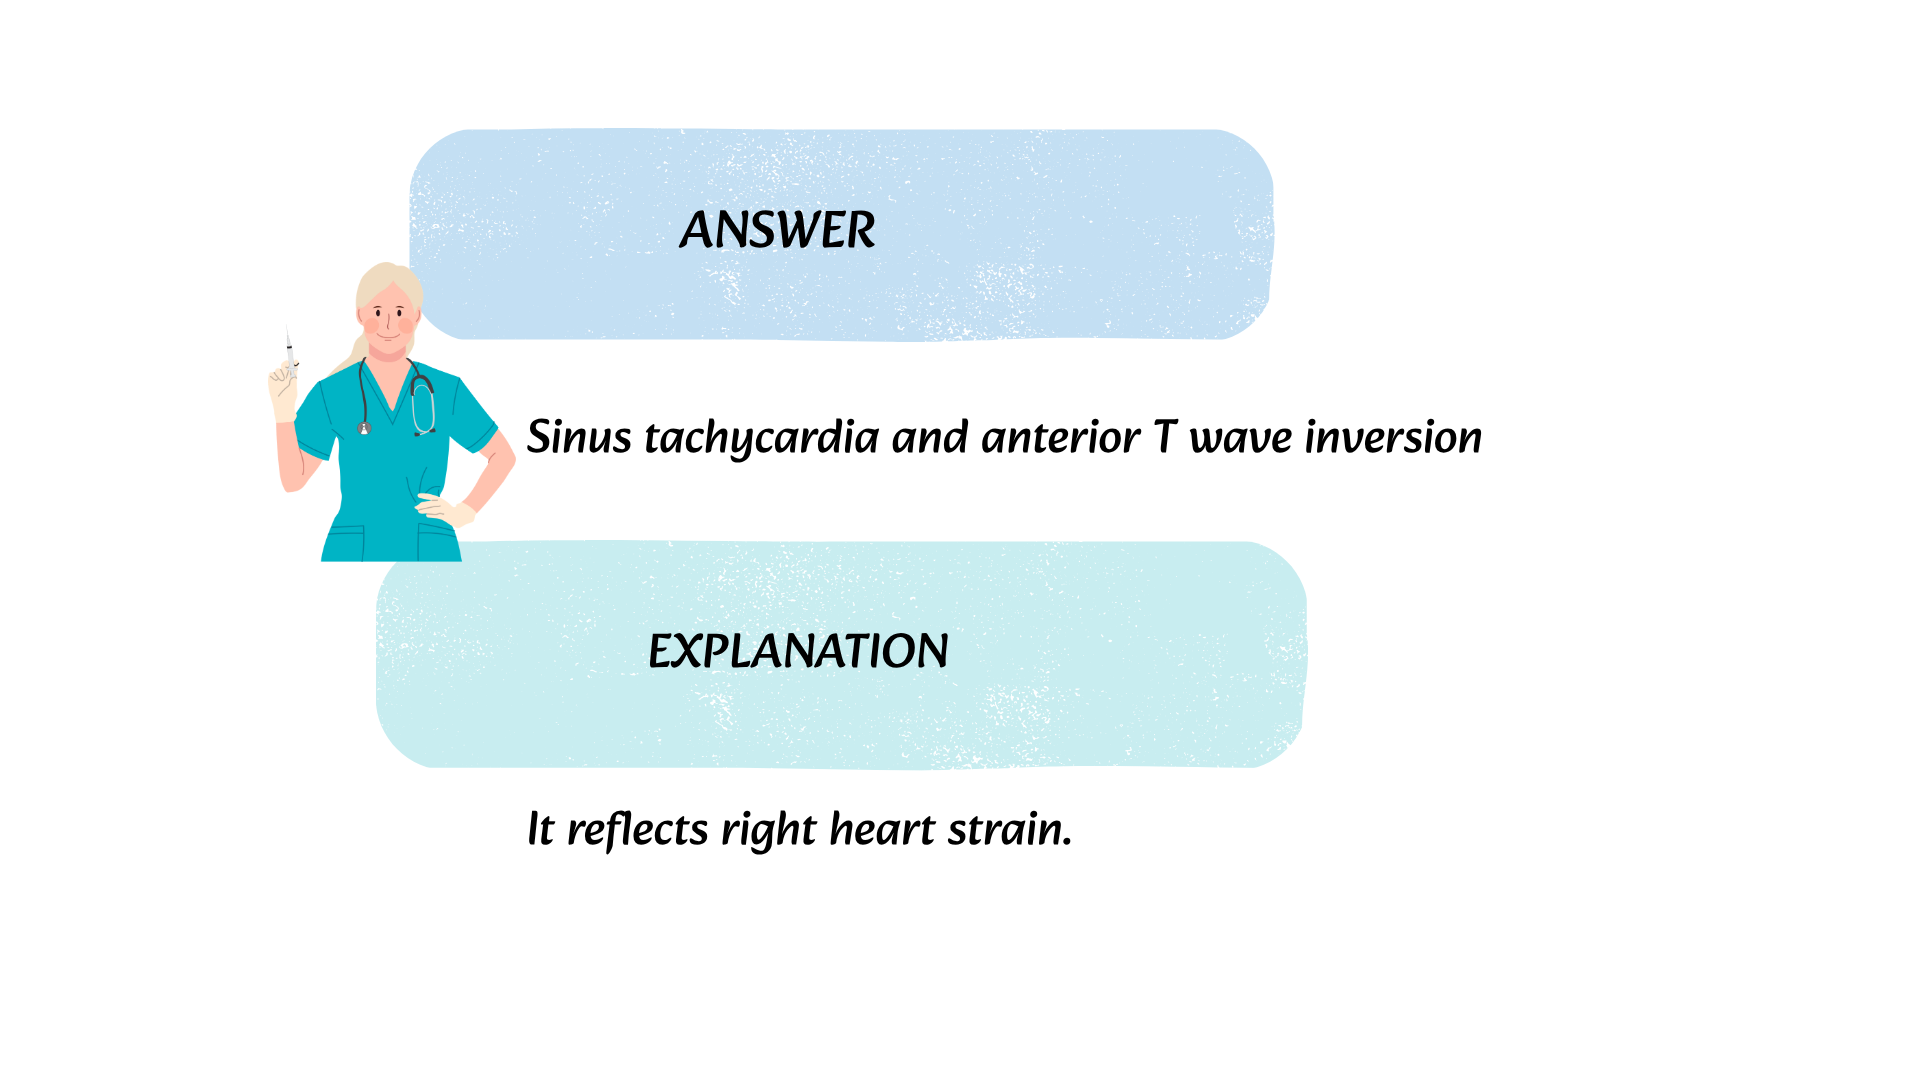 ANSWER
Sinus tachycardia and anterior T wave inversion
EXPLANATION
It reflects right heart strain.